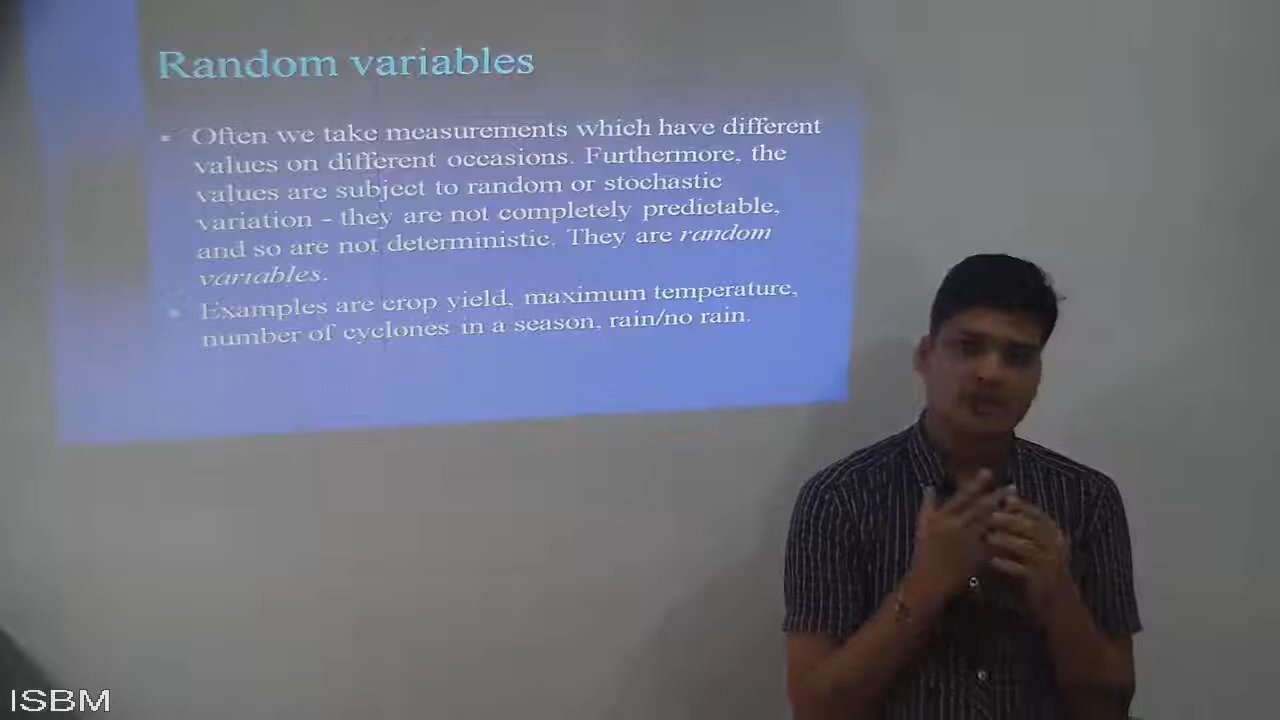 Random variables
▪ Often we take measurements which have different
values on different occasions. Furthermore, the
values are subject to random or stochastic
variation - they are not completely predictable,
and so are not deterministic. They are random
variables.
▪ Examples are crop yield, maximum temperature,
number of cyclones in a season, rain/no rain.
ISBM